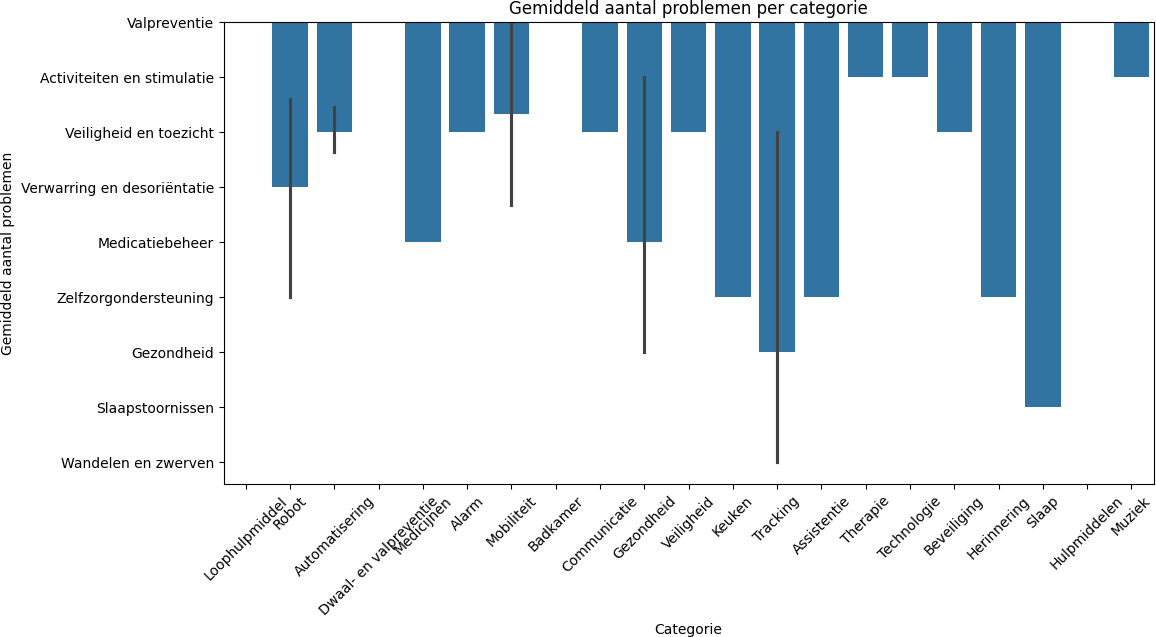 Gemiddeld aantal problemen per categorie
Gemiddeld aantal problemen
Valpreventie
Activiteiten en stimulatie
Veiligheid en toezicht
Verwarring en desoriëntatie
Medicatiebeheer
Zelfzorgondersteuning
Gezondheid
Slaapstoornissen
Wandelen en zwerven
Loophulpmiddel
Robot
Automatisering
Dwaal- en valpreventie
Medicijnen
Alarm
Mobiliteit
Badkamer
Communicatie
Gezondheid
Veiligheid
Keuken
Tracking
Assistentie
Therapie
Technologie
Beveiliging
Herinnering
Slaap
Hulpmiddelen
Muziek
Categorie